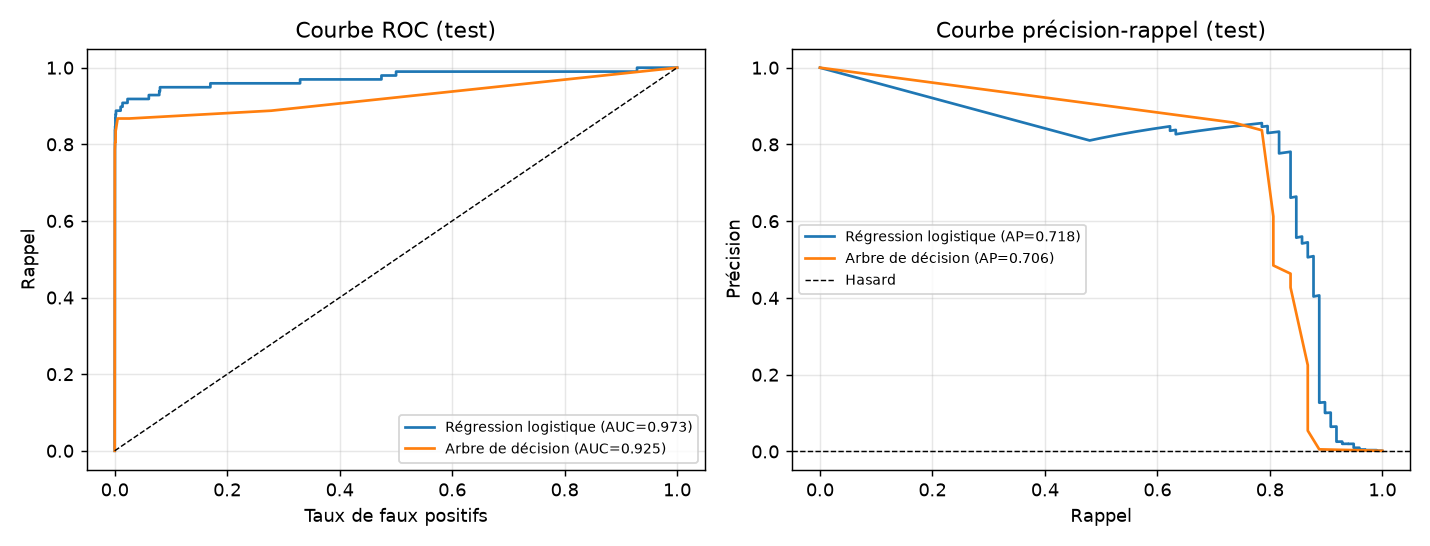 Courbe ROC (test)
Rappel
1.0
0.8
0.6
0.4
0.2
0.0
0.0 0.2 0.4 0.6 0.8 1.0
Taux de faux positifs
Régression logistique (AUC=0.973)
Arbre de décision (AUC=0.925)
Courbe précision-rappel (test)
Précision
1.0
0.8
0.6
0.4
0.2
0.0
0.0 0.2 0.4 0.6 0.8 1.0
Rappel
Régression logistique (AP=0.718)
Arbre de décision (AP=0.706)
Hasard